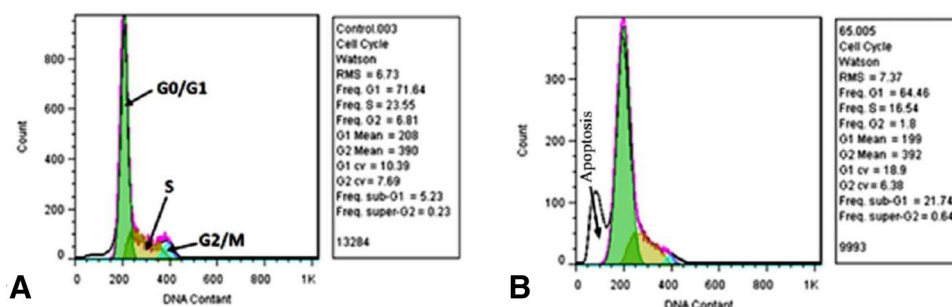 Control.003
Cell Cycle
Watson
RMS = 6.73
Freq. G1 = 71.64
Freq. S = 23.55
Freq. G2 = 6.81
G1 Mean = 208
G2 Mean = 390
G1 cv = 10.39
G2 cv = 7.69
Freq. sub-G1 = 5.23
Freq. super-G2 = 0.23
13284
Count
800
600
400
200
0
G0/G1
S
G2/M
0 200 400 600 800 1K
DNA Contant
A
65.005
Cell Cycle
Watson
RMS = 7.37
Freq. G1 = 64.46
Freq. S = 16.54
Freq. G2 = 1.8
G1 Mean = 199
G2 Mean = 392
G1 cv = 18.9
G2 cv = 6.38
Freq. sub-G1 = 21.74
Freq. super-G2 = 0.64
9993
Count
300
200
100
0
Apoptosis
0 200 400 600 800 1K
DNA Contant
B